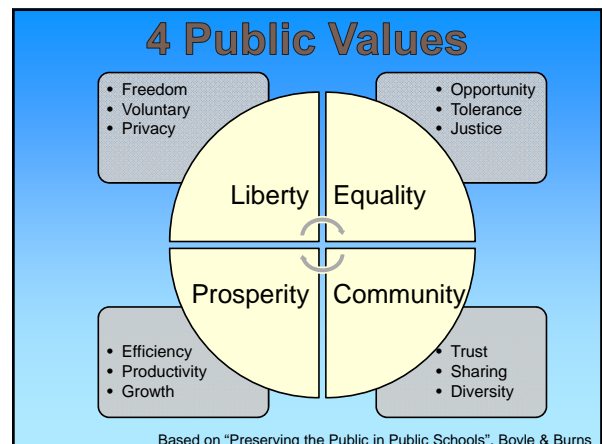 4 Public Values
• Freedom
• Voluntary
• Privacy
• Opportunity
• Tolerance
• Justice
Liberty
Equality
Prosperity
Community
• Efficiency
• Productivity
• Growth
• Trust
• Sharing
• Diversity
Based on “Preserving the Public in Public Schools”, Boyle & Burns